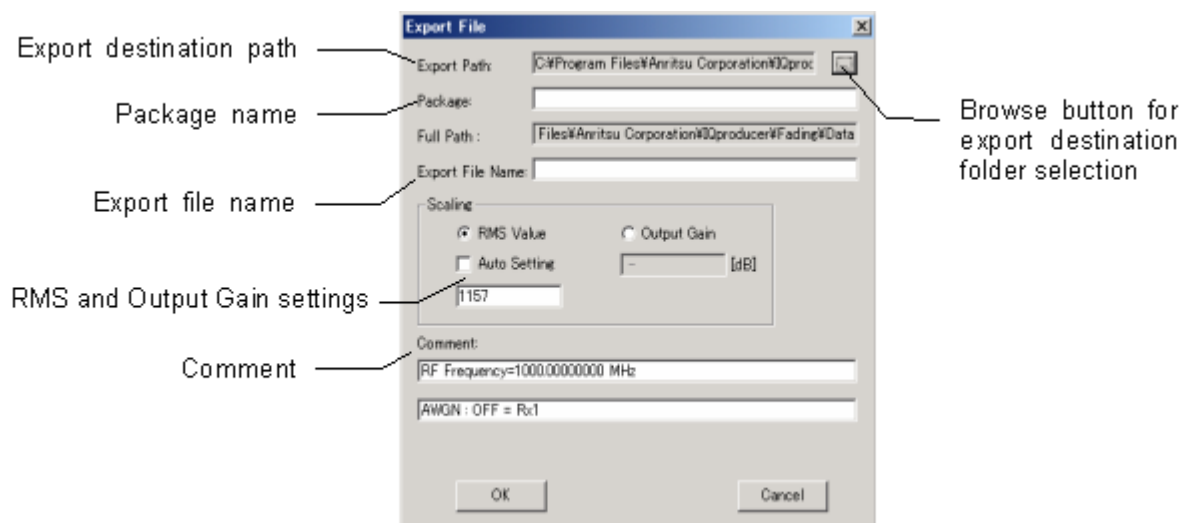 Export File
Export destination path
Export Path:
C:¥Program Files¥Anritsu Corporation¥IQproc
Package name
Package:
Browse button for
export destination
folder selection
Full Path :
Files¥Anritsu Corporation¥IQproducer¥Fading¥Data
Export file name
Export File Name:
Scaling
RMS Value
Output Gain
Auto Setting
-
[dB]
RMS and Output Gain settings
1157
Comment
Comment:
RF Frequency=1000.00000000 MHz
AWGN : OFF = Rx1
OK
Cancel